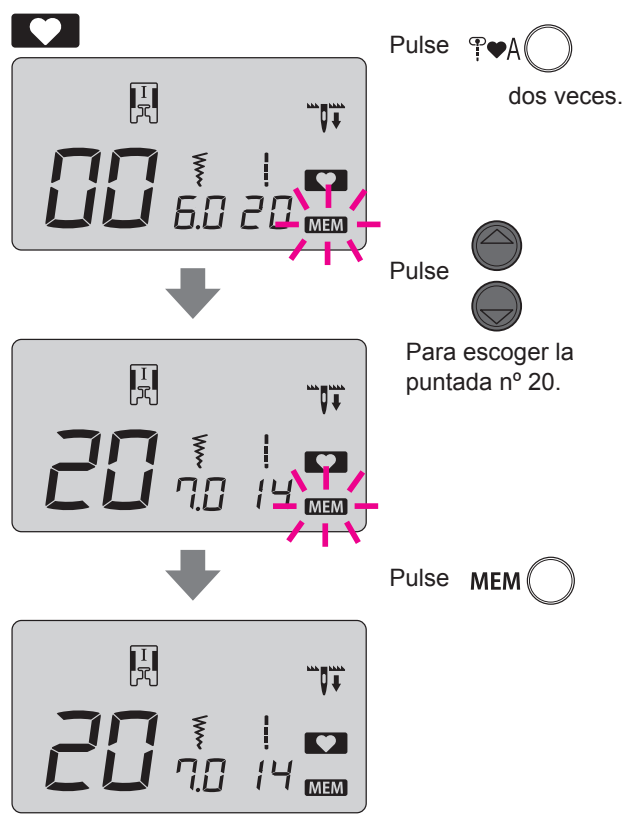 Pulse A
dos veces.
I
00 6.0 20 MEM
Pulse
Para escoger la
puntada nº 20.
I
20 7.0 14 MEM
Pulse MEM
I
20 7.0 14 MEM